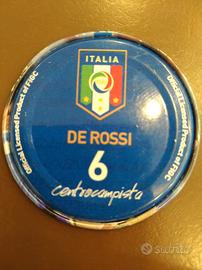 ITALIA
DE ROSSI
6
centrocampista
Official Licensed Product of FIGC
Official Licensed Product of FIGC
subito